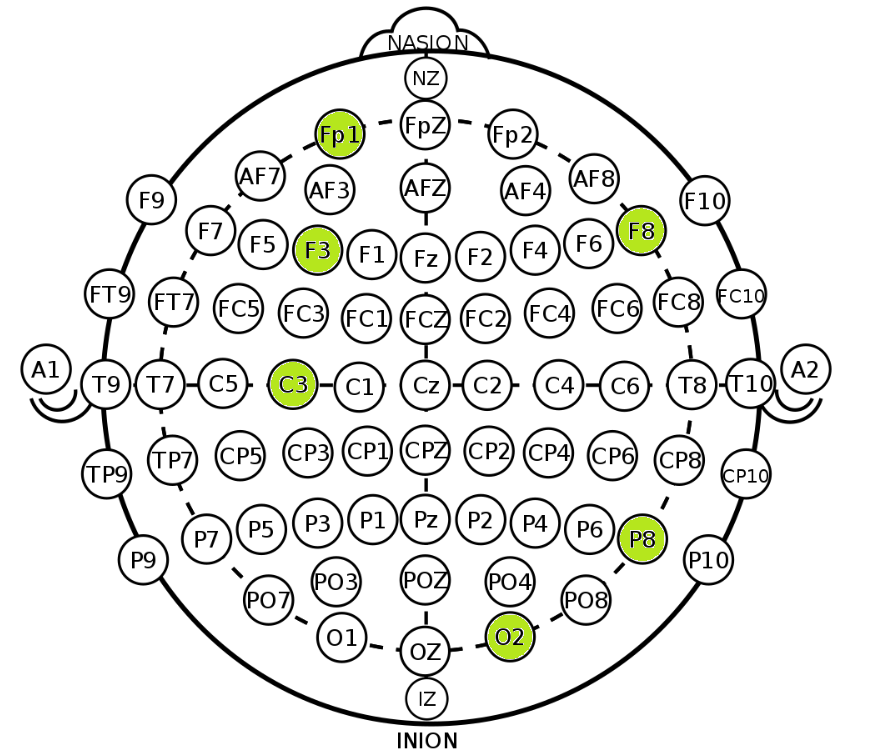 NASION
NZ
Fp1 FpZ Fp2
AF7 AF3 AFZ AF4 AF8
F9 F10
F7 F5 F3 F1 Fz F2 F4 F6 F8
FT9 FT7 FC5 FC3 FC1 FCZ FC2 FC4 FC6 FC8 FC10
A1 T9 T7 C5 C3 C1 Cz C2 C4 C6 T8 T10 A2
TP9 TP7 CP5 CP3 CP1 CPZ CP2 CP4 CP6 CP8 CP10
P7 P5 P3 P1 Pz P2 P4 P6 P8
P9 P10
PO7 PO3 POZ PO4 PO8
O1 OZ O2
IZ
INION